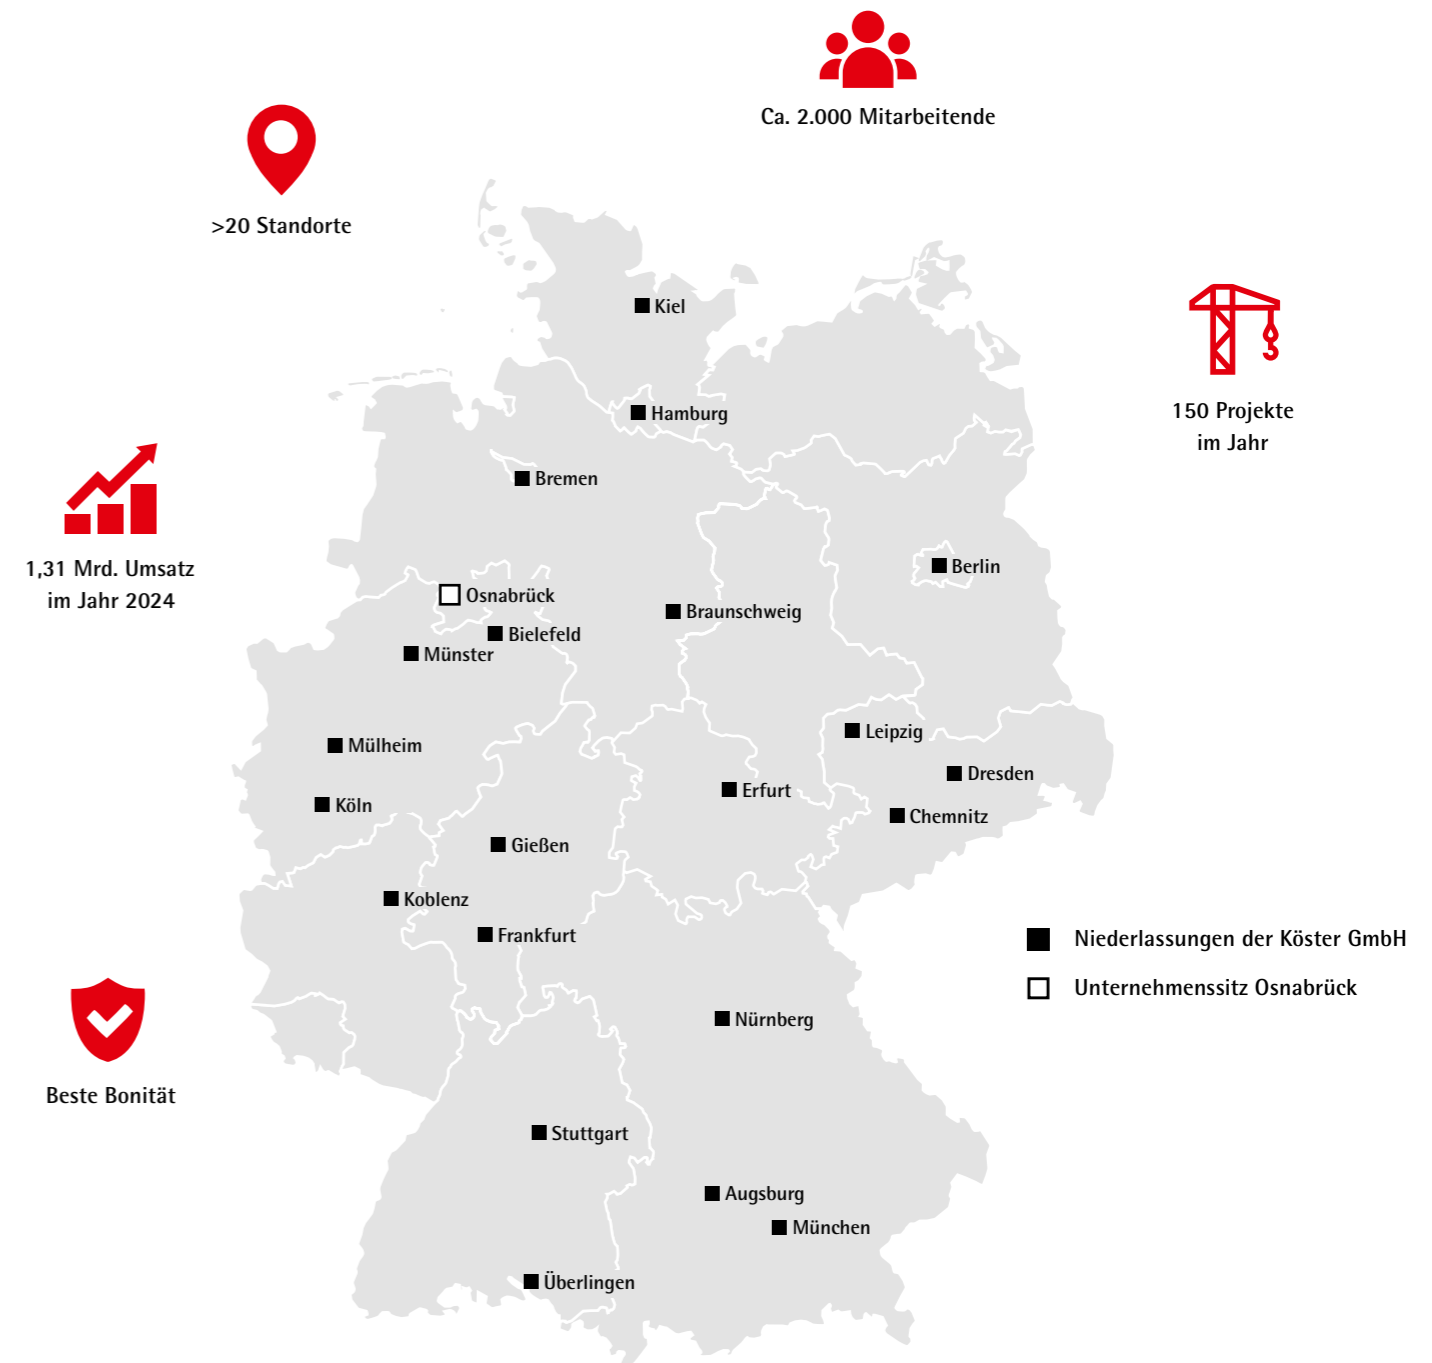 Ca. 2.000 Mitarbeitende
>20 Standorte
Kiel
150 Projekte
im Jahr
Hamburg
Bremen
1,31 Mrd. Umsatz
im Jahr 2024
Berlin
Osnabrück
Braunschweig
Bielefeld
Münster
Leipzig
Mülheim
Dresden
Erfurt
Köln
Chemnitz
Gießen
Koblenz
Frankfurt
Niederlassungen der Köster GmbH
Unternehmenssitz Osnabrück
Nürnberg
Beste Bonität
Stuttgart
Augsburg
München
Überlingen